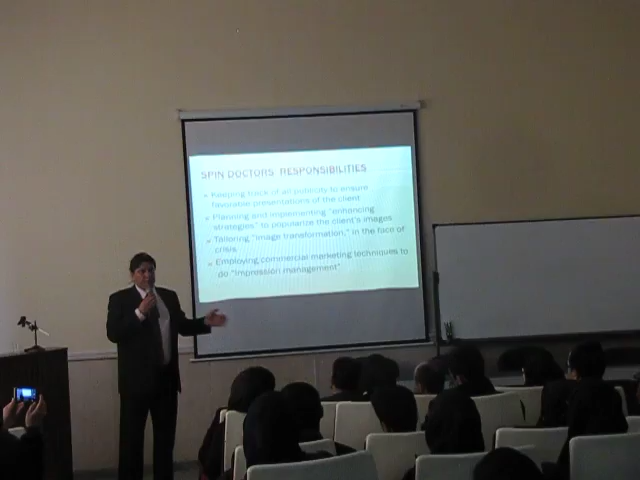 SPIN DOCTORS' RESPONSIBILITIES
Keeping track of all publicity to ensure
favorable presentations of the client
Planning and implementing "enhancing
strategies" to popularize the client's images
Tailoring "image transformation," in the face of
crisis
Employing commercial marketing techniques to
do "impression management"